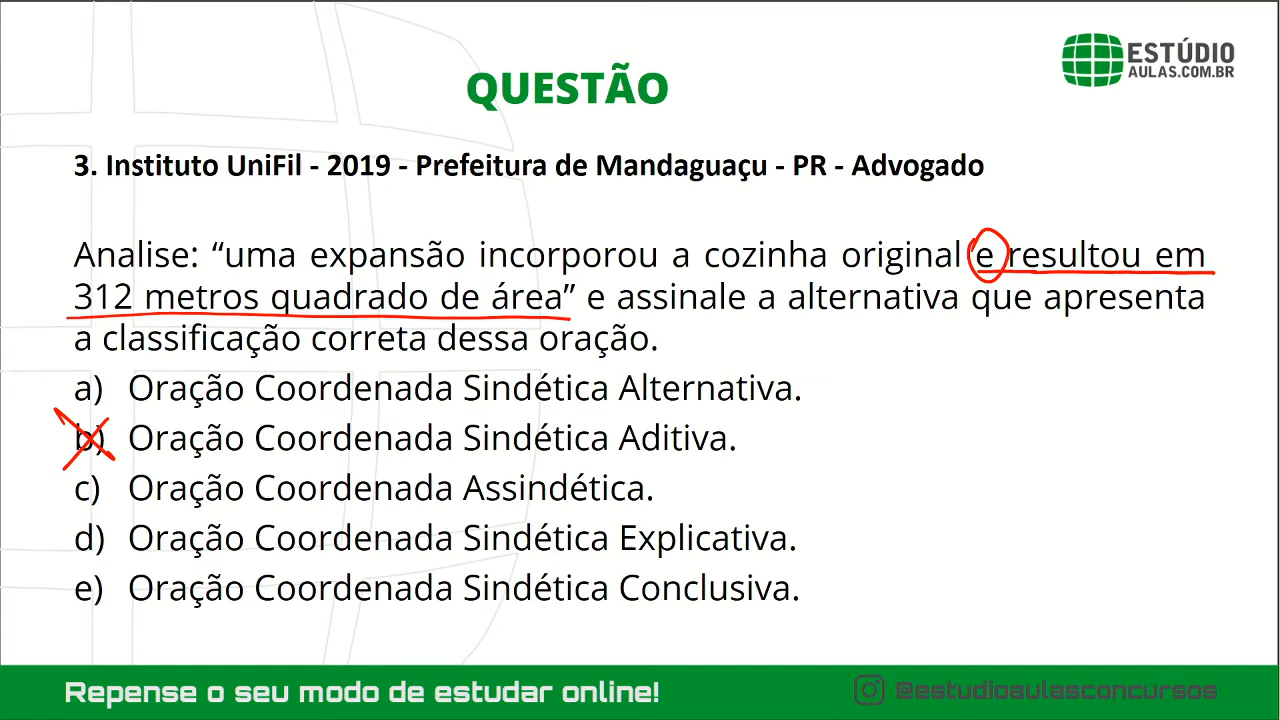 ESTÚDIO
AULAS.COM.BR
QUESTÃO
3. Instituto UniFil - 2019 - Prefeitura de Mandaguaçu - PR - Advogado
Analise: “uma expansão incorporou a cozinha original e resultou em
312 metros quadrado de área” e assinale a alternativa que apresenta
a classificação correta dessa oração.
a) Oração Coordenada Sindética Alternativa.
b) Oração Coordenada Sindética Aditiva.
c) Oração Coordenada Assindética.
d) Oração Coordenada Sindética Explicativa.
e) Oração Coordenada Sindética Conclusiva.
Repense o seu modo de estudar online!
@estudioaulasconcursos